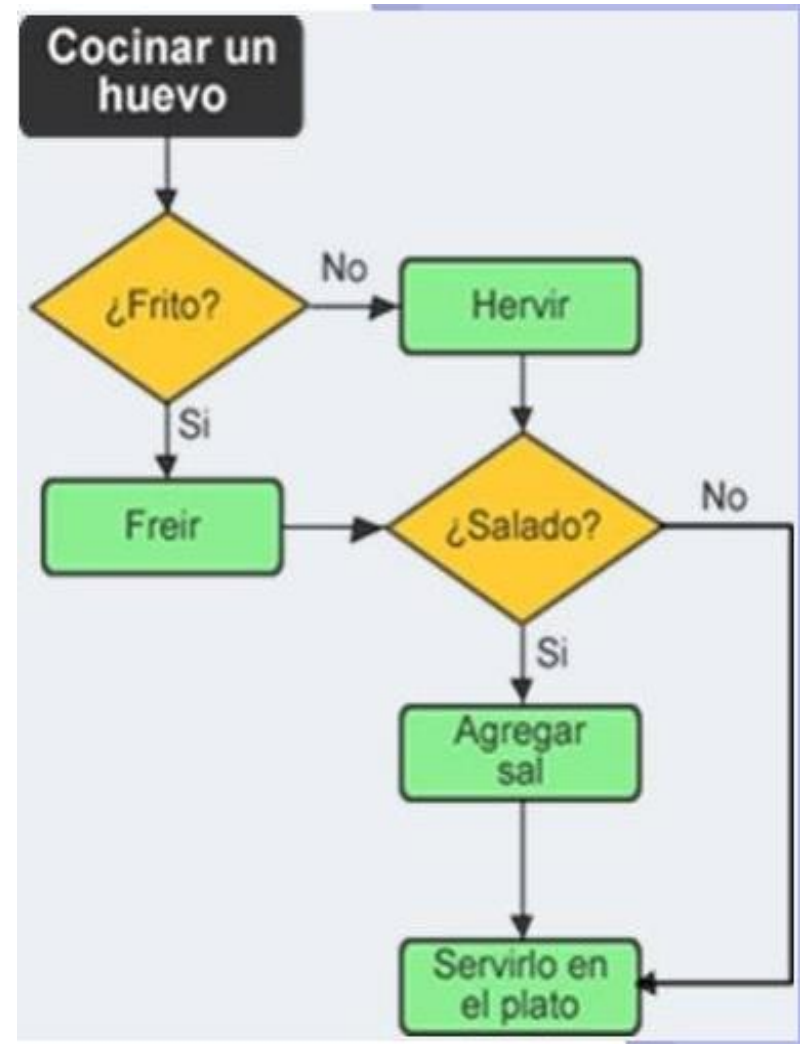 Cocinar un
huevo
¿Frito?
No
Hervir
Si
Freir
¿Salado?
No
Si
Agregar
sal
Servirlo en
el plato